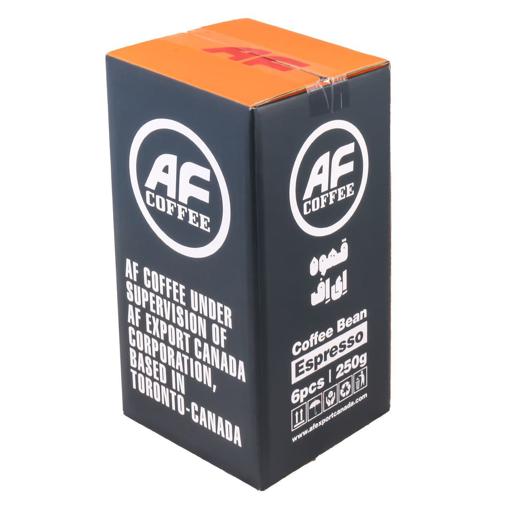 AF
AF
COFFEE
AF COFFEE UNDER
SUPERVISION OF
AF EXPORT CANADA
CORPORATION,
BASED IN
TORONTO-CANADA
AF
COFFEE
قهوه
اِی‌اِف
Coffee Bean
Espresso
6pcs | 250g
www.afexportcanada.com